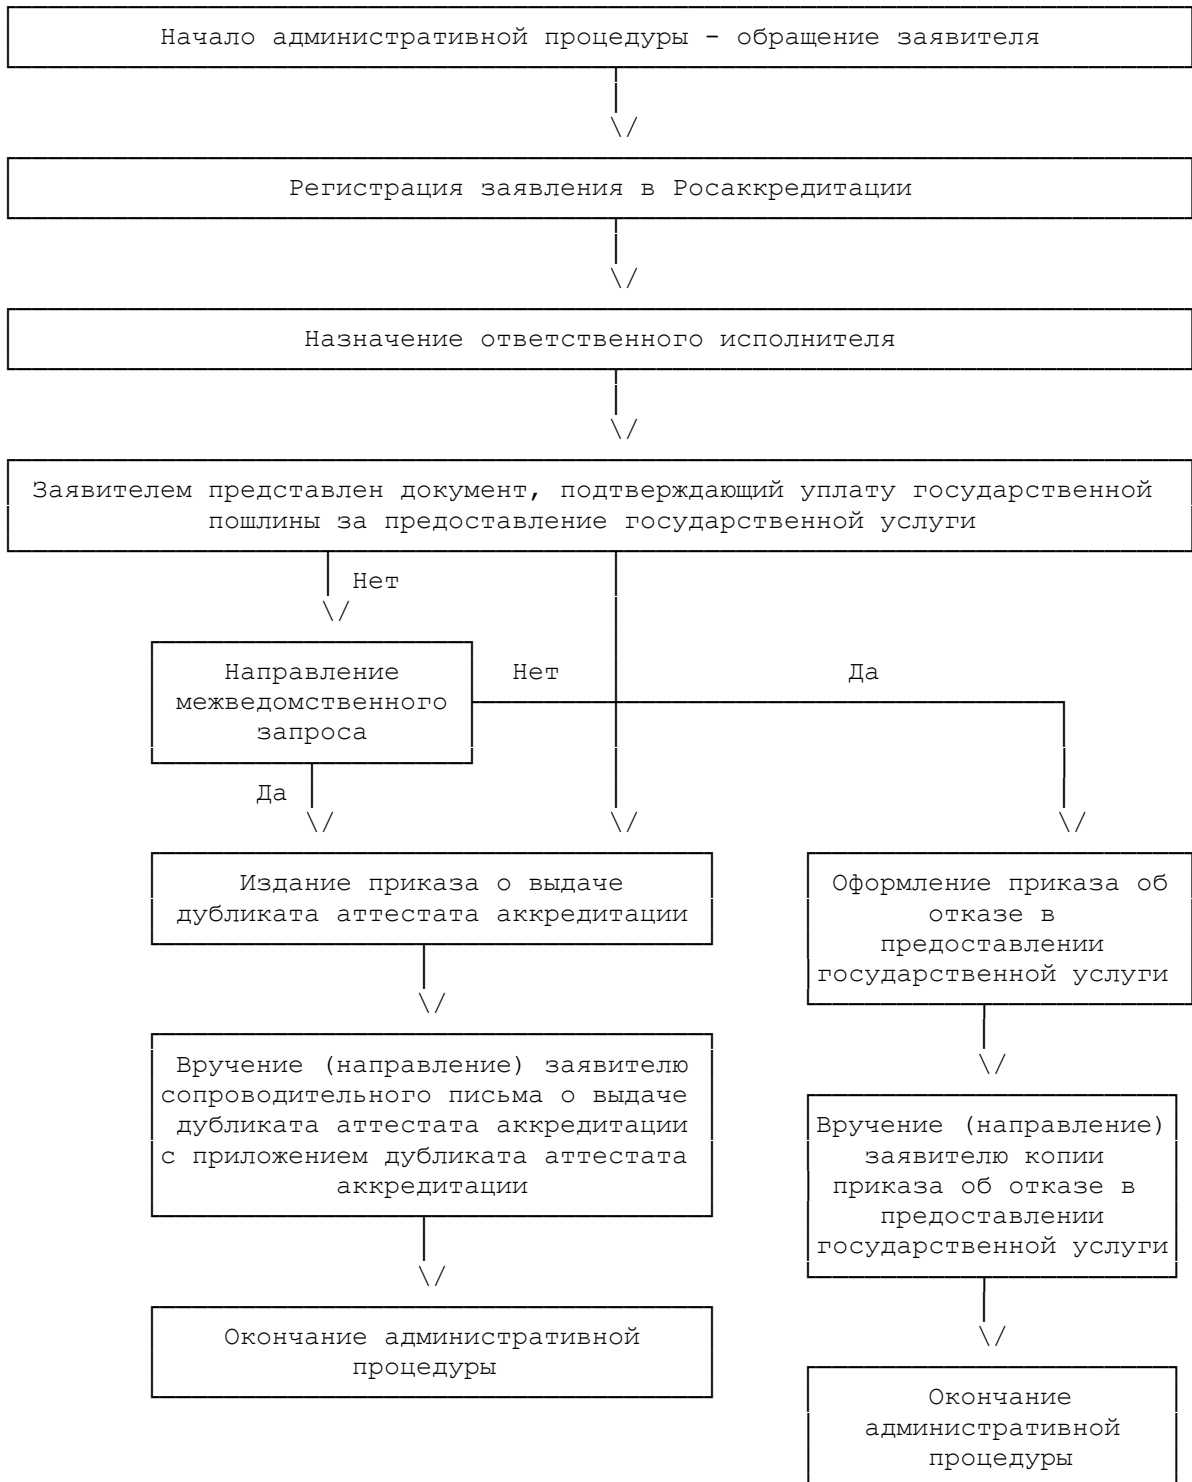 Начало административной процедуры - обращение заявителя
Регистрация заявления в Росаккредитации
Назначение ответственного исполнителя
Заявителем представлен документ, подтверждающий уплату государственной
пошлины за предоставление государственной услуги
Нет
Направление
межведомственного
запроса
Нет
Да
Да
Издание приказа о выдаче
дубликата аттестата аккредитации
Оформление приказа об
отказе в
предоставлении
государственной услуги
Вручение (направление) заявителю
сопроводительного письма о выдаче
дубликата аттестата аккредитации
с приложением дубликата аттестата
аккредитации
Вручение (направление)
заявителю копии
приказа об отказе в
предоставлении
государственной услуги
Окончание административной
процедуры
Окончание
административной
процедуры